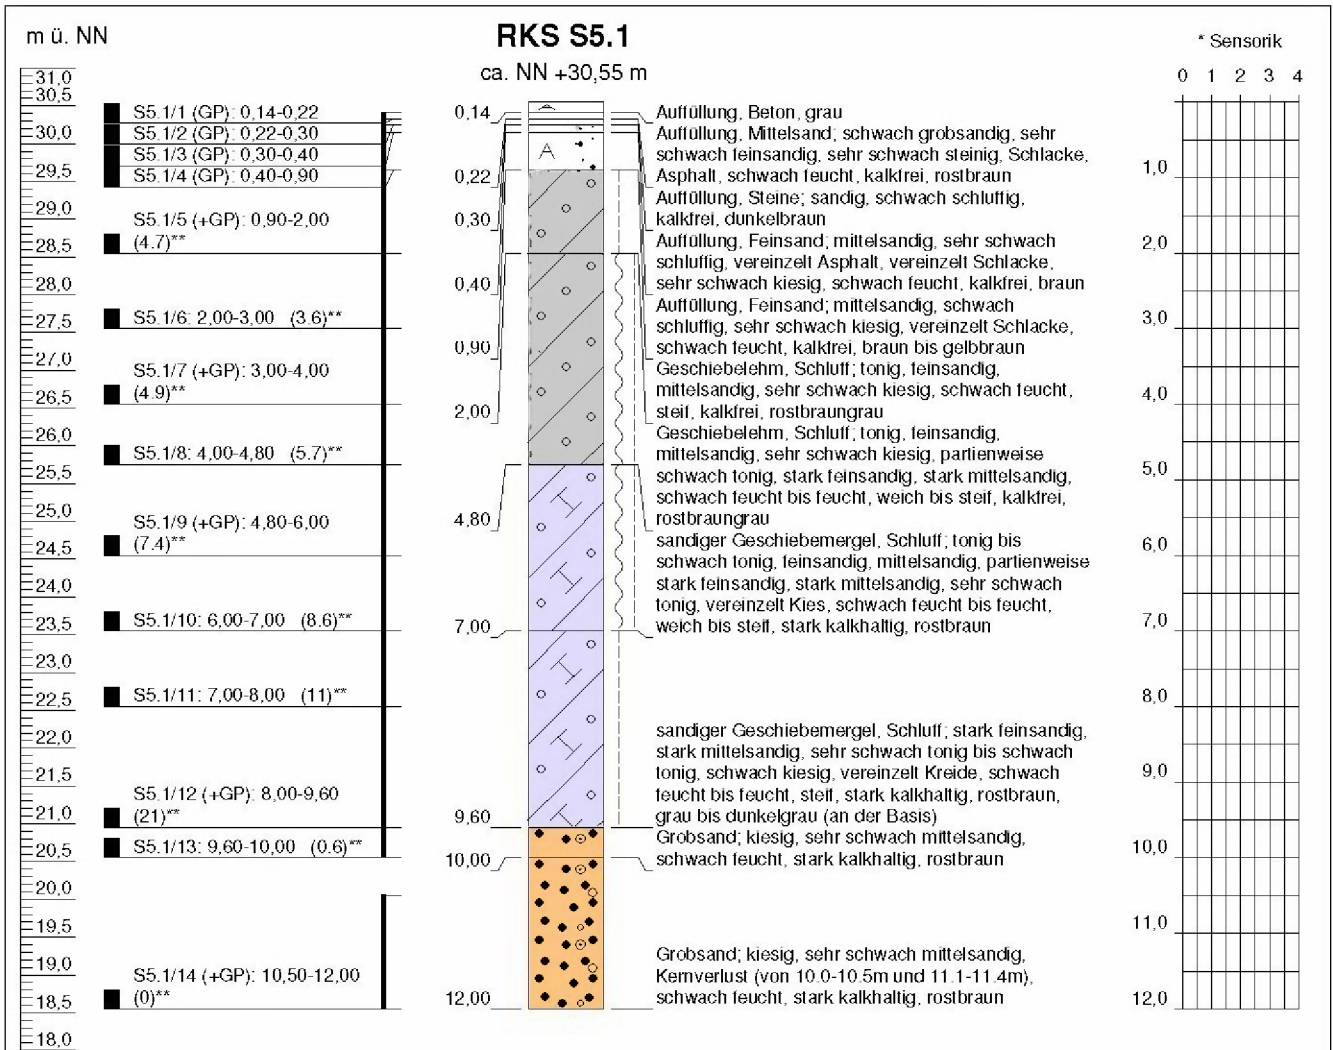 m ü. NN
RKS S5.1
ca. NN +30,55 m
* Sensorik
0 1 2 3 4
31,0
30,5
30,0
29,5
29,0
28,5
28,0
27,5
27,0
26,5
26,0
25,5
25,0
24,5
24,0
23,5
23,0
22,5
22,0
21,5
21,0
20,5
20,0
19,5
19,0
18,5
18,0
S5.1/1 (GP): 0,14-0,22
S5.1/2 (GP): 0,22-0,30
S5.1/3 (GP): 0,30-0,40
S5.1/4 (GP): 0,40-0,90
S5.1/5 (+GP): 0,90-2,00
(4.7)**
S5.1/6: 2,00-3,00 (3.6)**
S5.1/7 (+GP): 3,00-4,00
(4.9)**
S5.1/8: 4,00-4,80 (5.7)**
S5.1/9 (+GP): 4,80-6,00
(7.4)**
S5.1/10: 6,00-7,00 (8.6)**
S5.1/11: 7,00-8,00 (11)**
S5.1/12 (+GP): 8,00-9,60
(21)**
S5.1/13: 9,60-10,00 (0.6)**
S5.1/14 (+GP): 10,50-12,00
(0)**
0,14
0,22
0,30
0,40
0,90
2,00
4,80
7,00
9,60
10,00
12,00
A
A
Auffüllung, Beton, grau
Auffüllung, Mittelsand; schwach grobsandig, sehr
schwach feinsandig, sehr schwach steinig, Schlacke,
Asphalt, schwach feucht, kalkfrei, rostbraun
Auffüllung, Steine; sandig, schwach schluffig,
kalkfrei, dunkelbraun
Auffüllung, Feinsand; mittelsandig, sehr schwach
schluffig, vereinzelt Asphalt, vereinzelt Schlacke,
sehr schwach kiesig, schwach feucht, kalkfrei, braun
Auffüllung, Feinsand; mittelsandig, schwach
schluffig, sehr schwach kiesig, vereinzelt Schlacke,
schwach feucht, kalkfrei, braun bis gelbbraun
Geschiebelehm, Schluff; tonig, feinsandig,
mittelsandig, sehr schwach kiesig, schwach feucht,
steif, kalkfrei, rostbraungrau
Geschiebelehm, Schluff; tonig, feinsandig,
mittelsandig, sehr schwach kiesig, partienweise
schwach tonig, stark feinsandig, stark mittelsandig,
schwach feucht bis feucht, weich bis steif, kalkfrei,
rostbraungrau
sandiger Geschiebemergel, Schluff; tonig bis
schwach tonig, feinsandig, mittelsandig, partienweise
stark feinsandig, stark mittelsandig, sehr schwach
tonig, vereinzelt Kies, schwach feucht bis feucht,
weich bis steif, stark kalkhaltig, rostbraun
sandiger Geschiebemergel, Schluff; stark feinsandig,
stark mittelsandig, sehr schwach tonig bis schwach
tonig, schwach kiesig, vereinzelt Kreide, schwach
feucht bis feucht, steif, stark kalkhaltig, rostbraun,
grau bis dunkelgrau (an der Basis)
Grobsand; kiesig, sehr schwach mittelsandig,
schwach feucht, stark kalkhaltig, rostbraun
Grobsand; kiesig, sehr schwach mittelsandig,
Kernverlust (von 10.0-10.5m und 11.1-11.4m),
schwach feucht, stark kalkhaltig, rostbraun
1,0
2,0
3,0
4,0
5,0
6,0
7,0
8,0
9,0
10,0
11,0
12,0